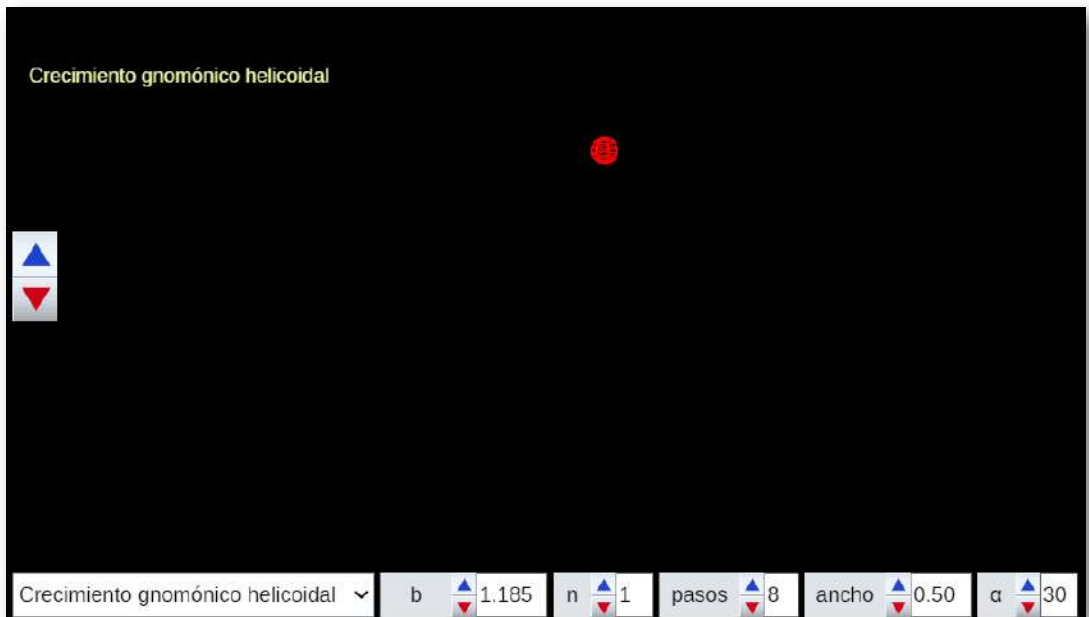 Crecimiento gnomónico helicoidal
Crecimiento gnomónico helicoidal b 1.185 n 1 pasos 8 ancho 0.50 α 30